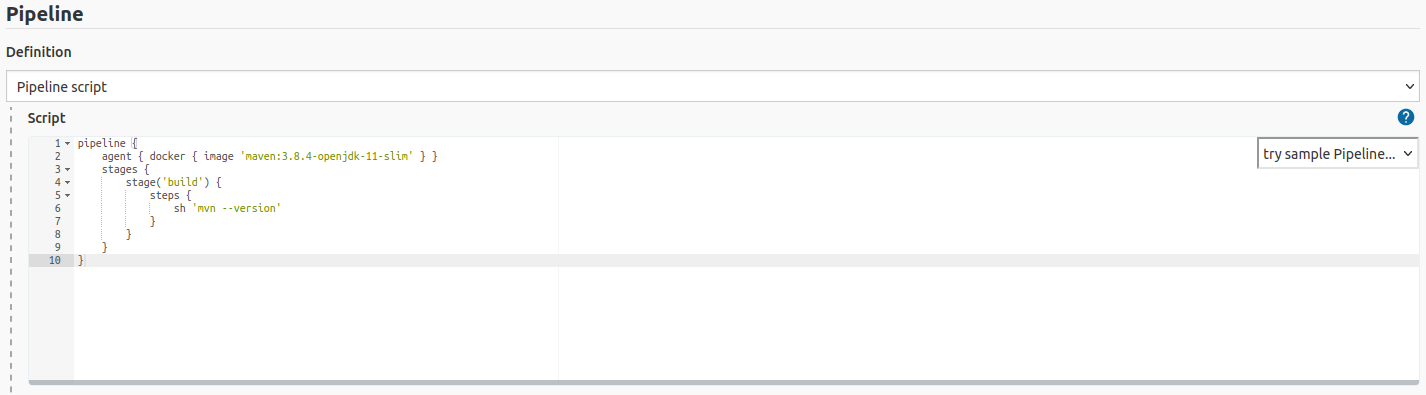 Pipeline
Definition
Pipeline script
Script
?
try sample Pipeline...
1 pipeline {
2     agent { docker { image 'maven:3.8.4-openjdk-11-slim' } }
3     stages {
4         stage('build') {
5             steps {
6                 sh 'mvn --version'
7             }
8         }
9     }
10 }